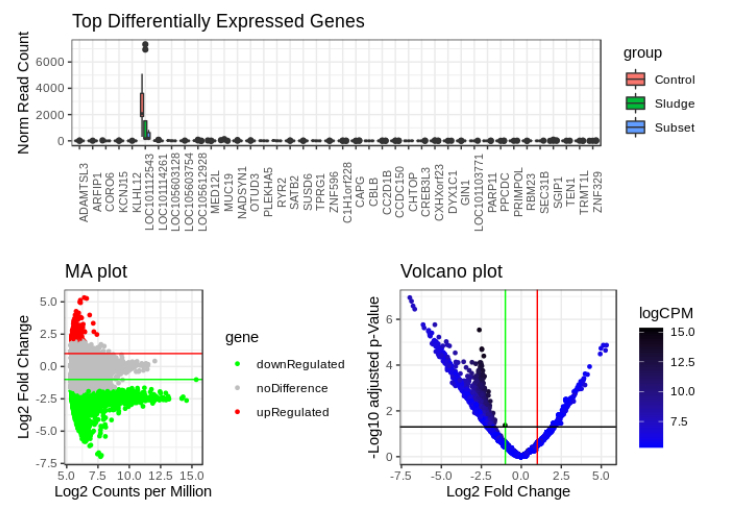 Top Differentially Expressed Genes
Norm Read Count
6000
4000
2000
0
ADAMTSL3
ARFIP1
CORO6
KCNJ15
KLHL12
LOC101112543
LOC101114261
LOC105603128
LOC105603754
LOC105612928
MED12L
MUC19
NADSYN1
OTUD3
PLEKHA5
RYR2
SATB2
SUSD6
TPRG1
ZNF596
C1H1orf228
CAPG
CBLB
CC2D1B
CCDC150
CHTOP
CREB3L3
CXHXorf23
DYX1C1
GIN1
LOC101103771
PARP11
PPCDC
PRIMPOL
RBM23
SEC31B
SGIP1
TEN1
TRMT1L
ZNF329
group
Control
Sludge
Subset
MA plot
Log2 Fold Change
5.0
2.5
0.0
-2.5
-5.0
-7.5
5.0 7.5 10.0 12.5 15.0
Log2 Counts per Million
gene
downRegulated
noDifference
upRegulated
Volcano plot
-Log10 adjusted p-Value
6
4
2
0
-7.5 -5.0 -2.5 0.0 2.5 5.0
Log2 Fold Change
logCPM
15.0
12.5
10.0
7.5